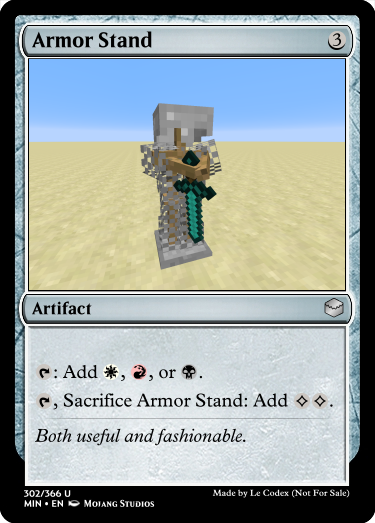 Armor Stand 3
Artifact
: Add , , or .
, Sacrifice Armor Stand: Add .
Both useful and fashionable.
302/366 U
MIN • EN Mojang Studios
Made by Le Codex (Not For Sale)